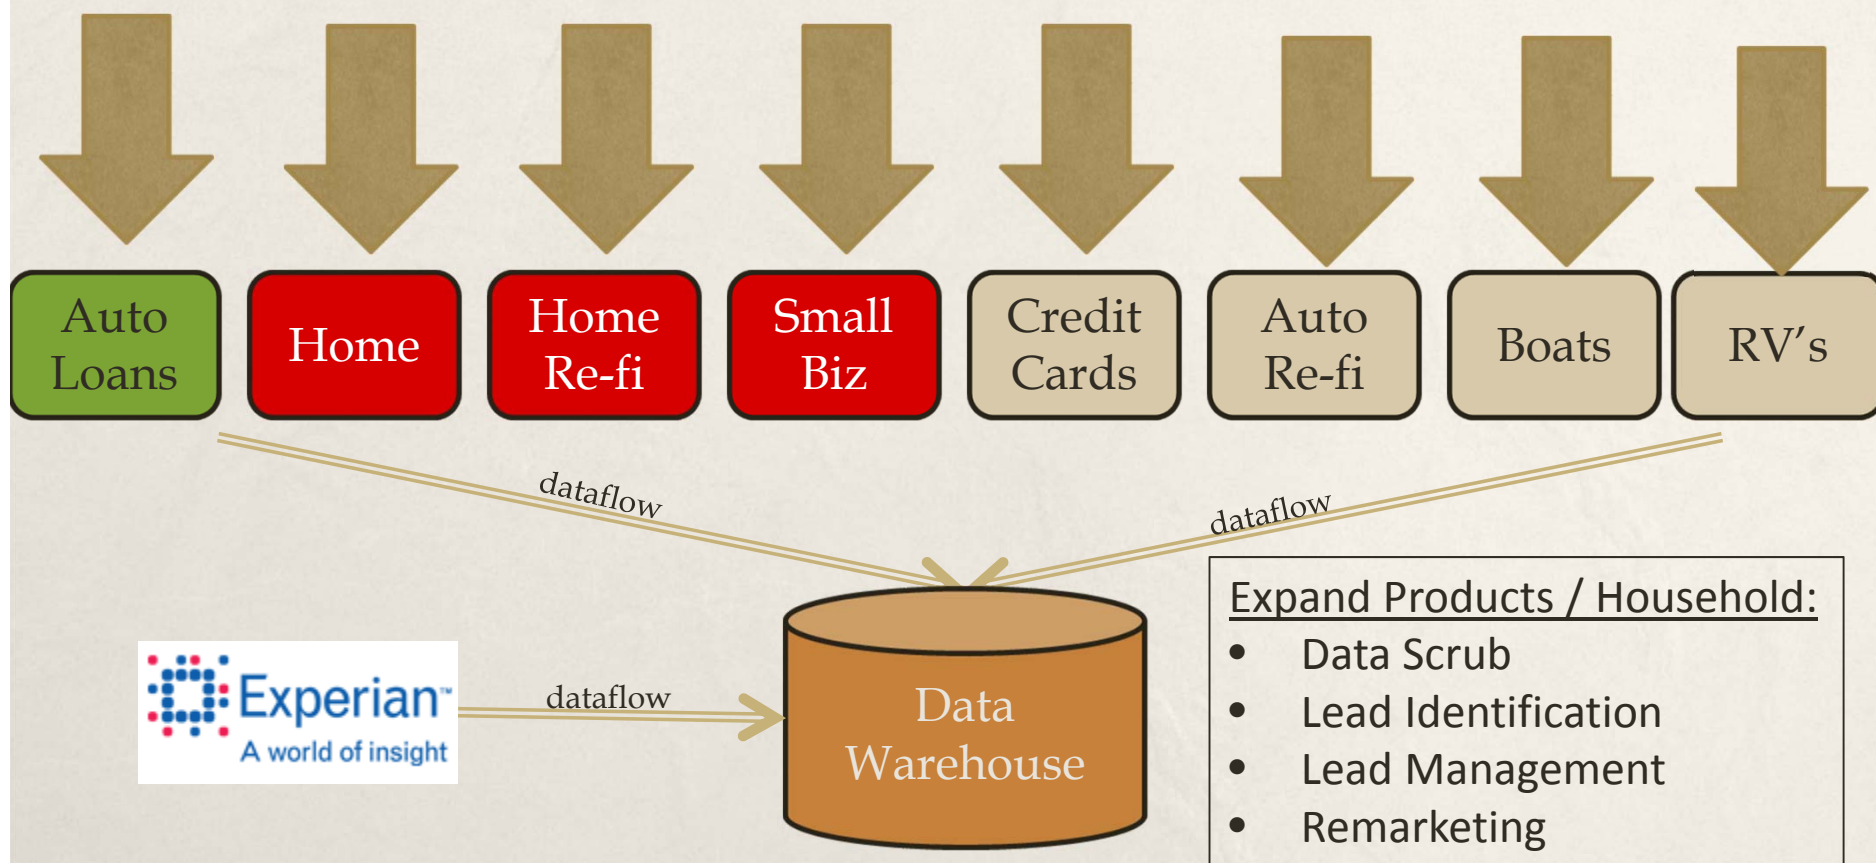 Auto
Loans
Home
Home
Re-fi
Small
Biz
Credit
Cards
Auto
Re-fi
Boats
RV’s
dataflow
dataflow
Experian™
A world of insight
dataflow
Data
Warehouse
Expand Products / Household:
• Data Scrub
• Lead Identification
• Lead Management
• Remarketing